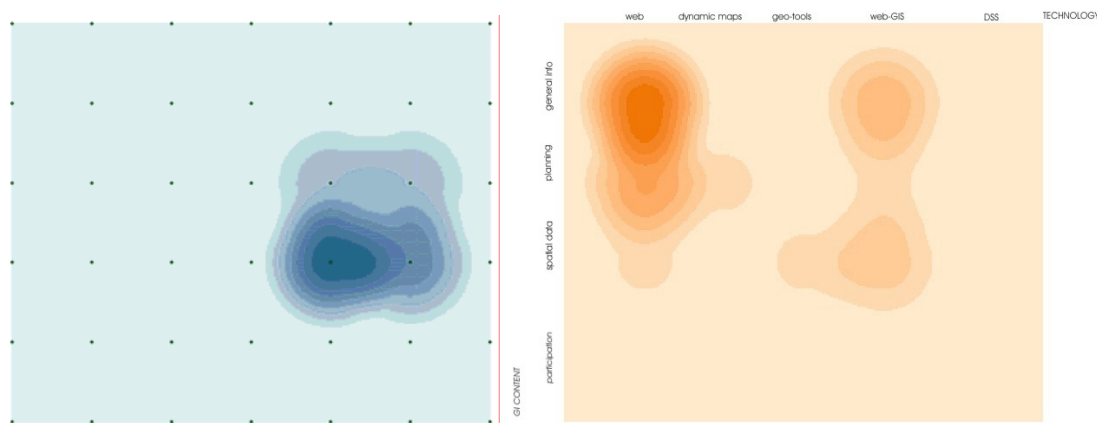 web dynamic maps geo-tools web-GIS DSS TECHNOLOGY
general info
planning
spatial data
participation
GI CONTENT